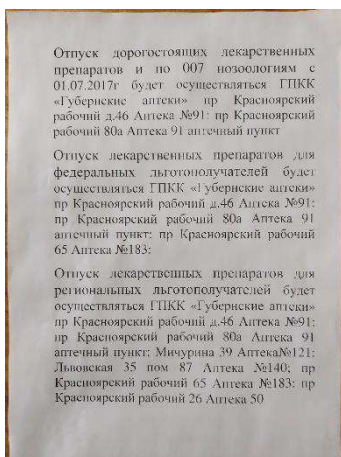 Отпуск дорогостоящих лекарственных
препаратов и по 007 нозоологиям с
01.07.2017г будет осуществляться ГПКК
«Губернские аптеки» пр Красноярский
рабочий д.46 Аптека №91: пр Красноярский
рабочий 80а Аптека 91 аптечный пункт
Отпуск лекарственных препаратов для
федеральных льготополучателей будет
осуществляться ГПКК «Губернские аптеки»
пр Красноярский рабочий д.46 Аптека №91:
пр Красноярский рабочий 80а Аптека 91
аптечный пункт: пр Красноярский рабочий
65 Аптека №183:
Отпуск лекарственных препаратов для
региональных льготополучателей будет
осуществляться ГПКК «Губернские аптеки»
пр Красноярский рабочий д.46 Аптека №91:
пр Красноярский рабочий 80а Аптека 91
аптечный пункт: Мичурина 39 Аптека№121:
Львовская 35 пом 87 Аптека №140; пр
Красноярский рабочий 65 Аптека №183: пр
Красноярский рабочий 26 Аптека 50